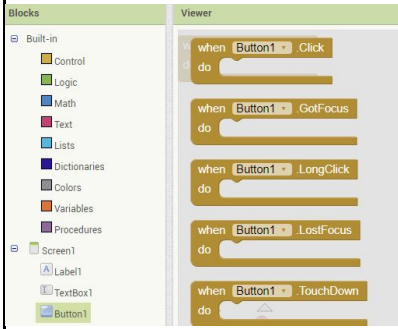 Blocks
Viewer
Built-in
Control
Logic
Math
Text
Lists
Dictionaries
Colors
Variables
Procedures
Screen1
A Label1
TextBox1
Button1
when Button1 .Click
do
when Button1 .GotFocus
do
when Button1 .LongClick
do
when Button1 .LostFocus
do
when Button1 .TouchDown
do